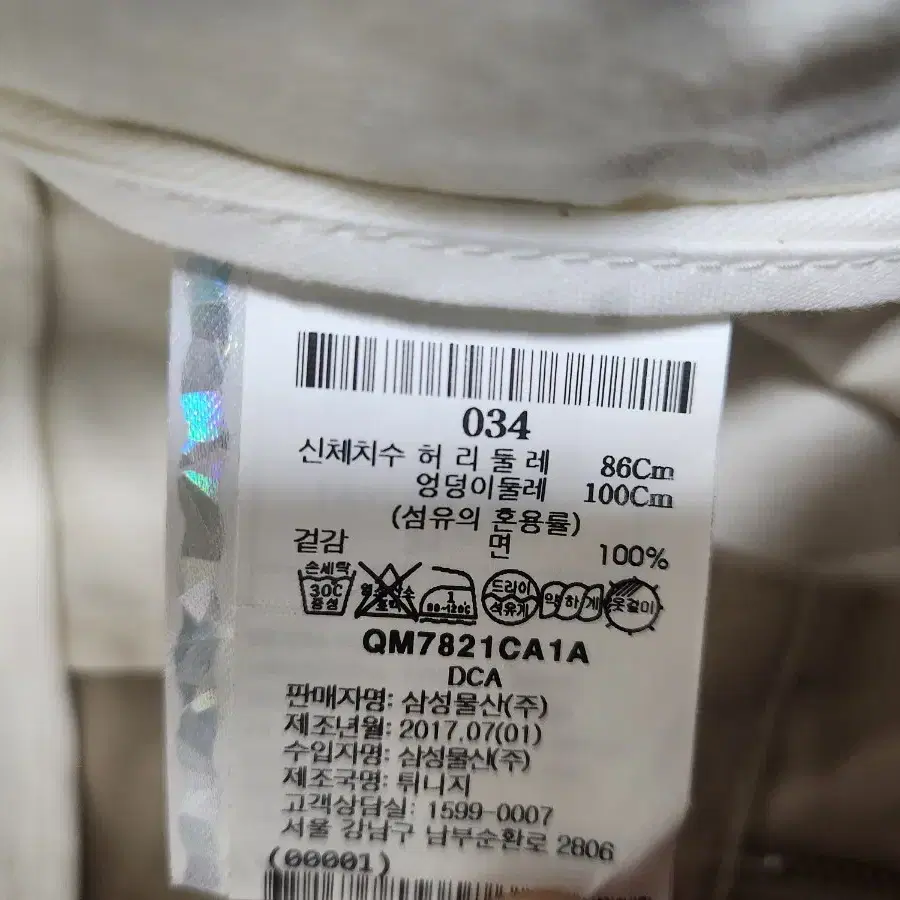 034
신체치수 허 리 둘 레 86Cm
엉덩이둘레 100Cm
(섬유의 혼용률)
겉감 면 100%
손세탁
30C
중성
1
80~120℃
드라이
석유계
약 하 게
옷걸이
QM7821CA1A
DCA
판매자명: 삼성물산(주)
제조년월: 2017.07(01)
수입자명: 삼성물산(주)
제조국명: 튀니지
고객상담실: 1599-0007
서울 강남구 남부순환로 2806
(00001)